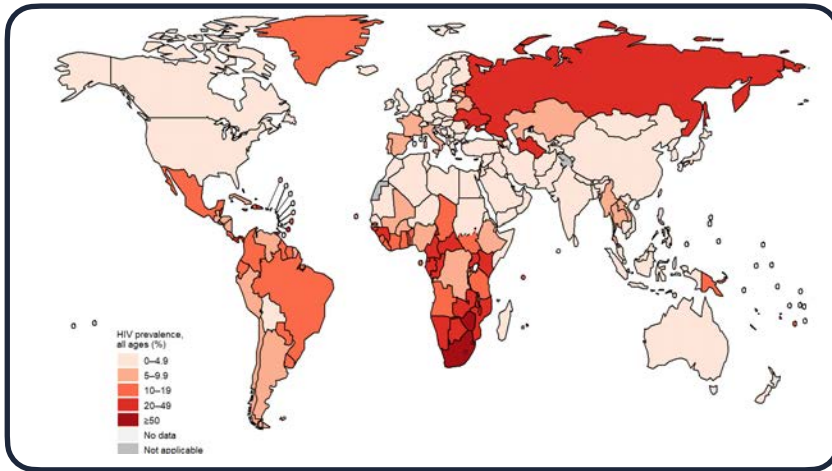 HIV prevalence,
all ages (%)
0–4.9
5–9.9
10–19
20–49
≥50
No data
Not applicable